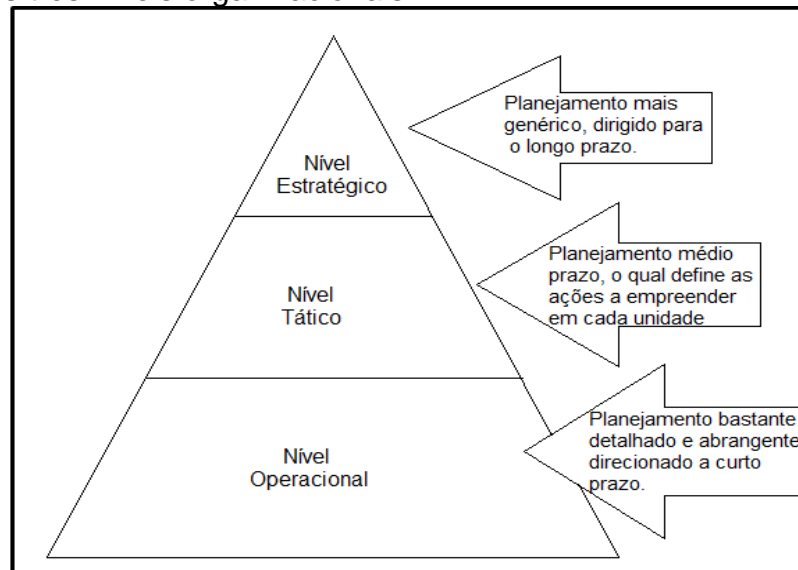 Planejamento mais
genérico, dirigido para
o longo prazo.
Nível
Estratégico
Planejamento médio
prazo, o qual define as
ações a empreender
em cada unidade
Nível
Tático
Planejamento bastante
detalhado e abrangente
direcionado a curto
prazo.
Nível
Operacional